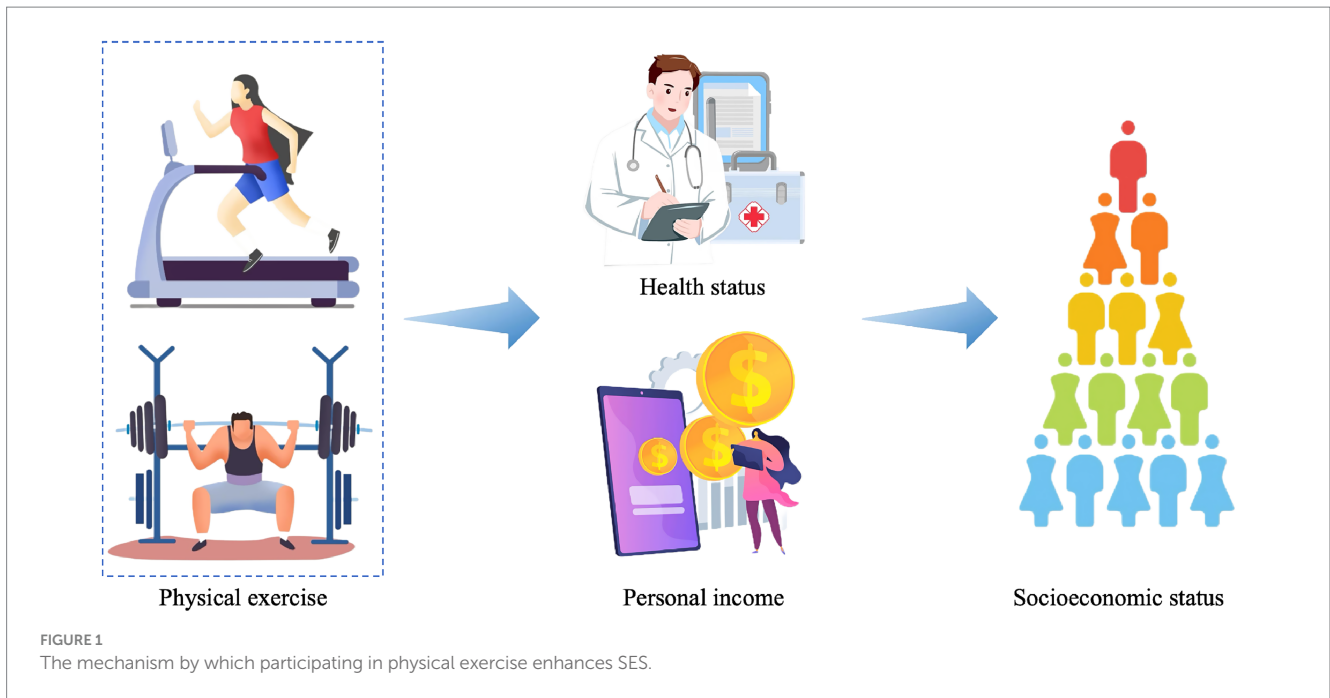 Health status
Physical exercise
Personal income
Socioeconomic status
FIGURE 1
The mechanism by which participating in physical exercise enhances SES.
$
$
$